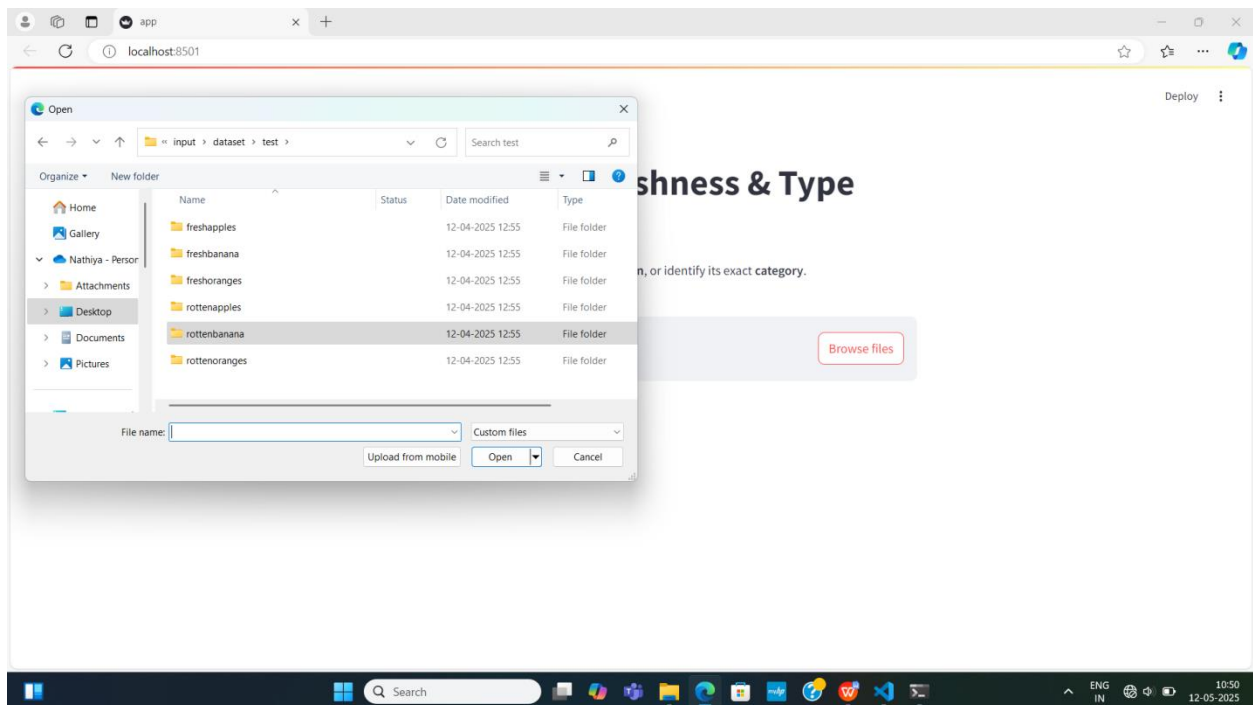 app
localhost:8501
Deploy
Open
« input › dataset › test ›
Search test
Organize
New folder
Name Status Date modified Type
Home
Gallery
Nathiya - Person
Attachments
Desktop
Documents
Pictures
freshapples 12-04-2025 12:55 File folder
freshbanana 12-04-2025 12:55 File folder
freshoranges 12-04-2025 12:55 File folder
rottenapples 12-04-2025 12:55 File folder
rottenbanana 12-04-2025 12:55 File folder
rottenoranges 12-04-2025 12:55 File folder
File name:
Custom files
Upload from mobile
Open
Cancel
shness & Type
n, or identify its exact category.
Browse files
Search
ENG
IN
10:50
12-05-2025